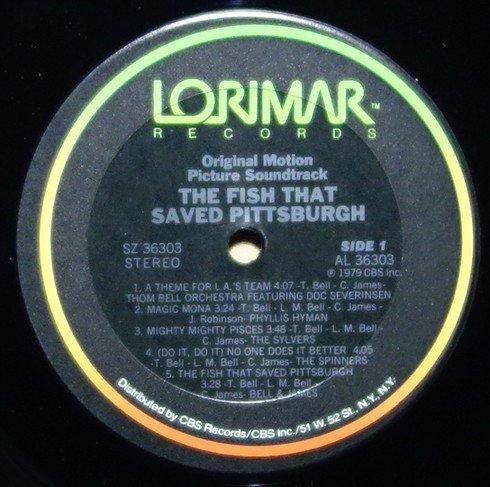 LORIMAR™
RECORDS
Original Motion
Picture Soundtrack
THE FISH THAT
SAVED PITTSBURGH
SZ 36303
STEREO
SIDE 1
AL 36303
℗ 1979 CBS Inc.
1. A THEME FOR L.A.'S TEAM 4:07 -T. Bell - C. James-
THOM BELL ORCHESTRA FEATURING DOC SEVERINSEN
2. MAGIC MONA 3:24 -T. Bell - L. M. Bell - C. James -
J. Robinson- PHYLLIS HYMAN
3. MIGHTY MIGHTY PISCES 3:48 -T. Bell - L. M. Bell -
C. James- THE SYLVERS
4. (DO IT, DO IT) NO ONE DOES IT BETTER 4:05
-T. Bell - L. M. Bell - C. James- THE SPINNERS
5. THE FISH THAT SAVED PITTSBURGH
3:28 -T. Bell - L. M. Bell -
C. James- BELL & JAMES
Distributed by CBS Records/CBS Inc./51 W. 52 St., N.Y., N.Y.